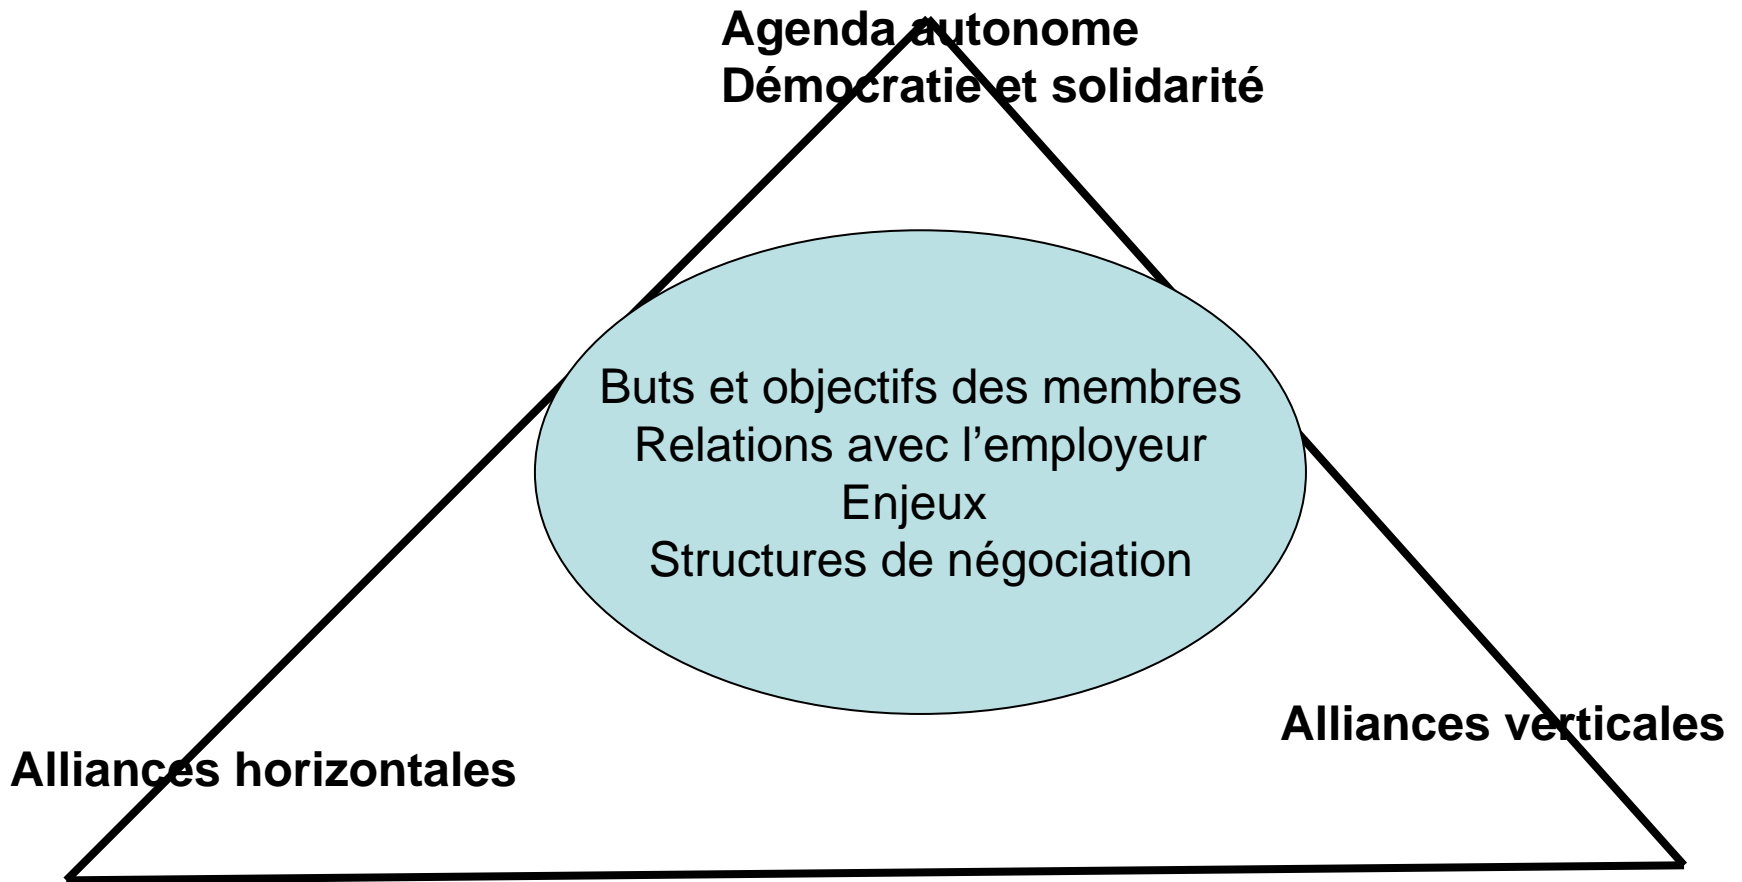 Agenda autonome
Démocratie et solidarité
Buts et objectifs des membres
Relations avec l’employeur
Enjeux
Structures de négociation
Alliances verticales
Alliances horizontales